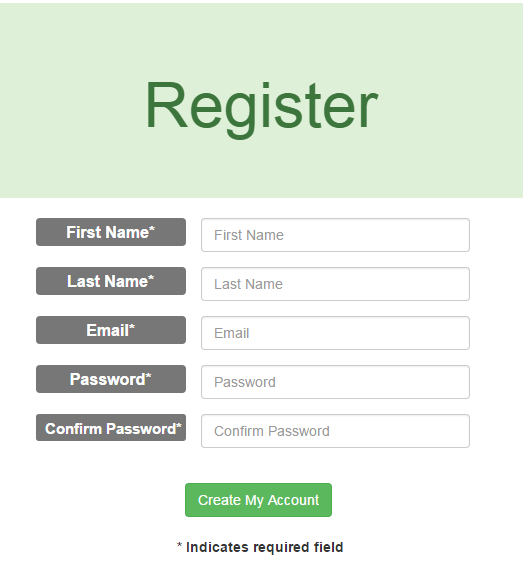 Register
First Name* First Name
Last Name* Last Name
Email* Email
Password* Password
Confirm Password* Confirm Password
Create My Account
* Indicates required field